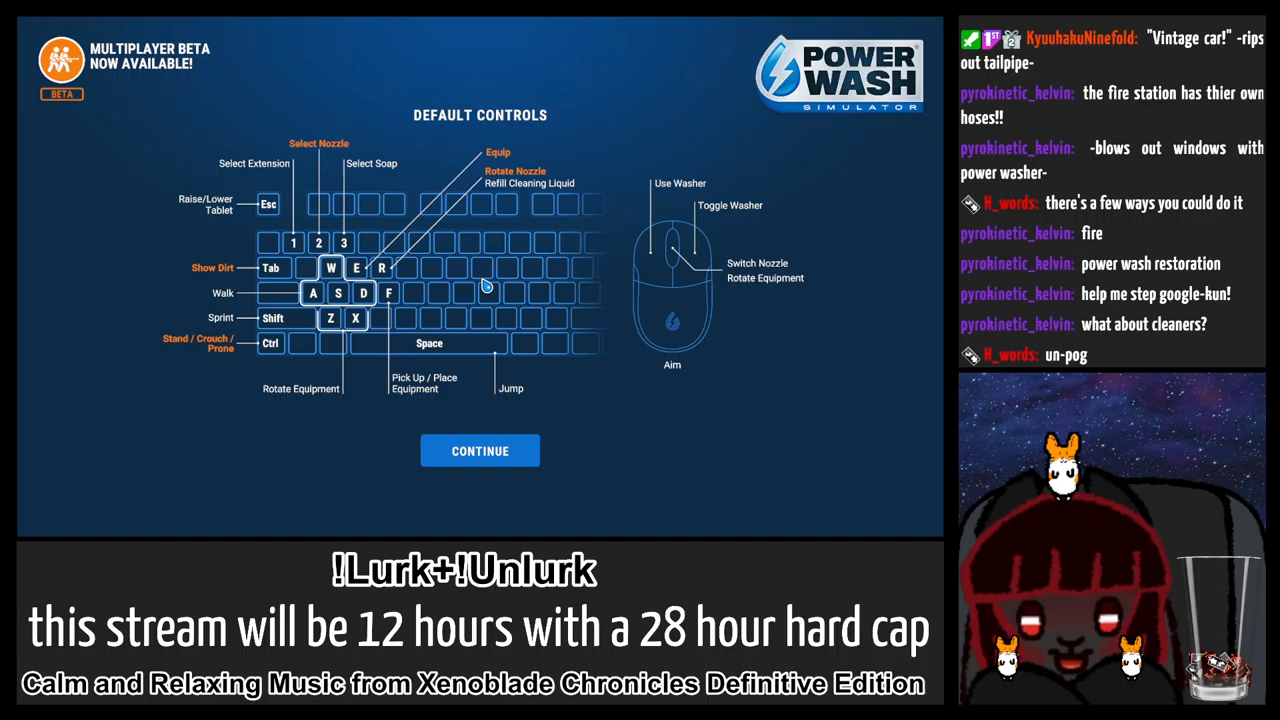 MULTIPLAYER BETA
NOW AVAILABLE!
BETA
POWER
WASH
SIMULATOR
DEFAULT CONTROLS
Select Nozzle
Select Extension
Select Soap
Equip
Rotate Nozzle
Refill Cleaning Liquid
Raise/Lower
Tablet
Esc
1 2 3
Show Dirt
Tab W E R
Walk
A S D F
Sprint
Shift Z X
Stand / Crouch /
Prone
Ctrl Space
Rotate Equipment
Pick Up / Place
Equipment
Jump
Use Washer
Toggle Washer
Switch Nozzle
Rotate Equipment
Aim
CONTINUE
KyuuhakuNinefold: "Vintage car!" -rips
out tailpipe-
pyrokinetic_kelvin: the fire station has thier own
hoses!!
pyrokinetic_kelvin: -blows out windows with
power washer-
H_words: there's a few ways you could do it
pyrokinetic_kelvin: fire
pyrokinetic_kelvin: power wash restoration
pyrokinetic_kelvin: help me step google-kun!
pyrokinetic_kelvin: what about cleaners?
H_words: un-pog
!Lurk+!Unlurk
this stream will be 12 hours with a 28 hour hard cap
Calm and Relaxing Music from Xenoblade Chronicles Definitive Edition